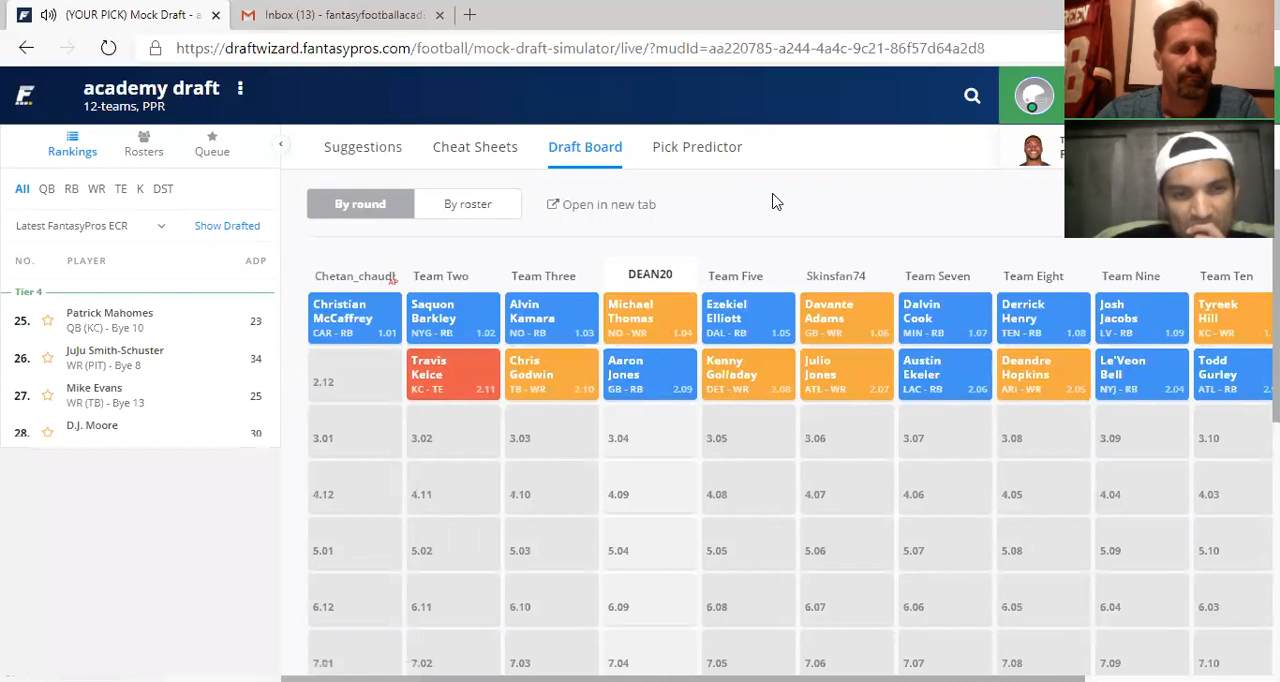 (YOUR PICK) Mock Draft - a
Inbox (13) - fantasyfootballacad
https://draftwizard.fantasypros.com/football/mock-draft-simulator/live/?mudId=aa220785-a244-4a4c-9c21-86f57d64a2d8
academy draft
12-teams, PPR
Rankings
Rosters
Queue
Suggestions
Cheat Sheets
Draft Board
Pick Predictor
All QB RB WR TE K DST
By round
By roster
Open in new tab
Latest FantasyPros ECR
Show Drafted
NO. PLAYER ADP
Tier 4
25. Patrick Mahomes 23
QB (KC) - Bye 10
26. JuJu Smith-Schuster 34
WR (PIT) - Bye 8
27. Mike Evans 25
WR (TB) - Bye 13
28. D.J. Moore 30
Team Two Team Three DEAN20 Team Five Skinsfan74 Team Seven Team Eight Team Nine Team Ten
Christian McCaffrey
CAR - RB 1.01
Saquon Barkley
NYG - RB 1.02
Alvin Kamara
NO - RB 1.03
Michael Thomas
NO - WR 1.04
Ezekiel Elliott
DAL - RB 1.05
Davante Adams
GB - WR 1.06
Dalvin Cook
MIN - RB 1.07
Derrick Henry
TEN - RB 1.08
Josh Jacobs
LV - RB 1.09
Tyreek Hill
KC - WR
2.12
Travis Kelce
KC - TE 2.11
Chris Godwin
TB - WR 2.10
Aaron Jones
GB - RB 2.09
Kenny Golladay
DET - WR 2.08
Julio Jones
ATL - WR 2.07
Austin Ekeler
LAC - RB 2.06
Deandre Hopkins
ARI - WR 2.05
Le'Veon Bell
NYJ - RB 2.04
Todd Gurley
ATL - RB
3.01 3.02 3.03 3.04 3.05 3.06 3.07 3.08 3.09 3.10
4.12 4.11 4.10 4.09 4.08 4.07 4.06 4.05 4.04 4.03
5.01 5.02 5.03 5.04 5.05 5.06 5.07 5.08 5.09 5.10
6.12 6.11 6.10 6.09 6.08 6.07 6.06 6.05 6.04 6.03
7.01 7.02 7.03 7.04 7.05 7.06 7.07 7.08 7.09 7.10